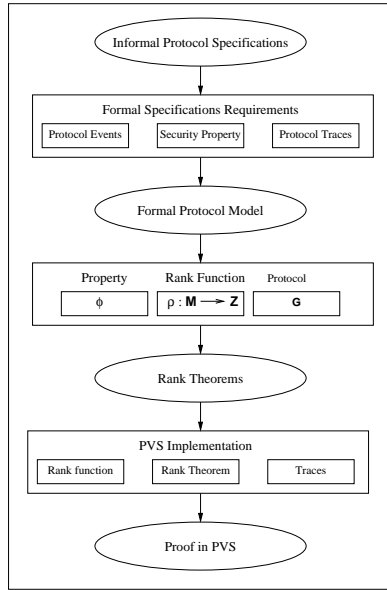 Informal Protocol Specifications
Formal Specifications Requirements
Protocol Events Security Property Protocol Traces
Formal Protocol Model
Property Rank Function Protocol
ϕ ρ : M ⟶ Z G
Rank Theorems
PVS Implementation
Rank function Rank Theorem Traces
Proof in PVS